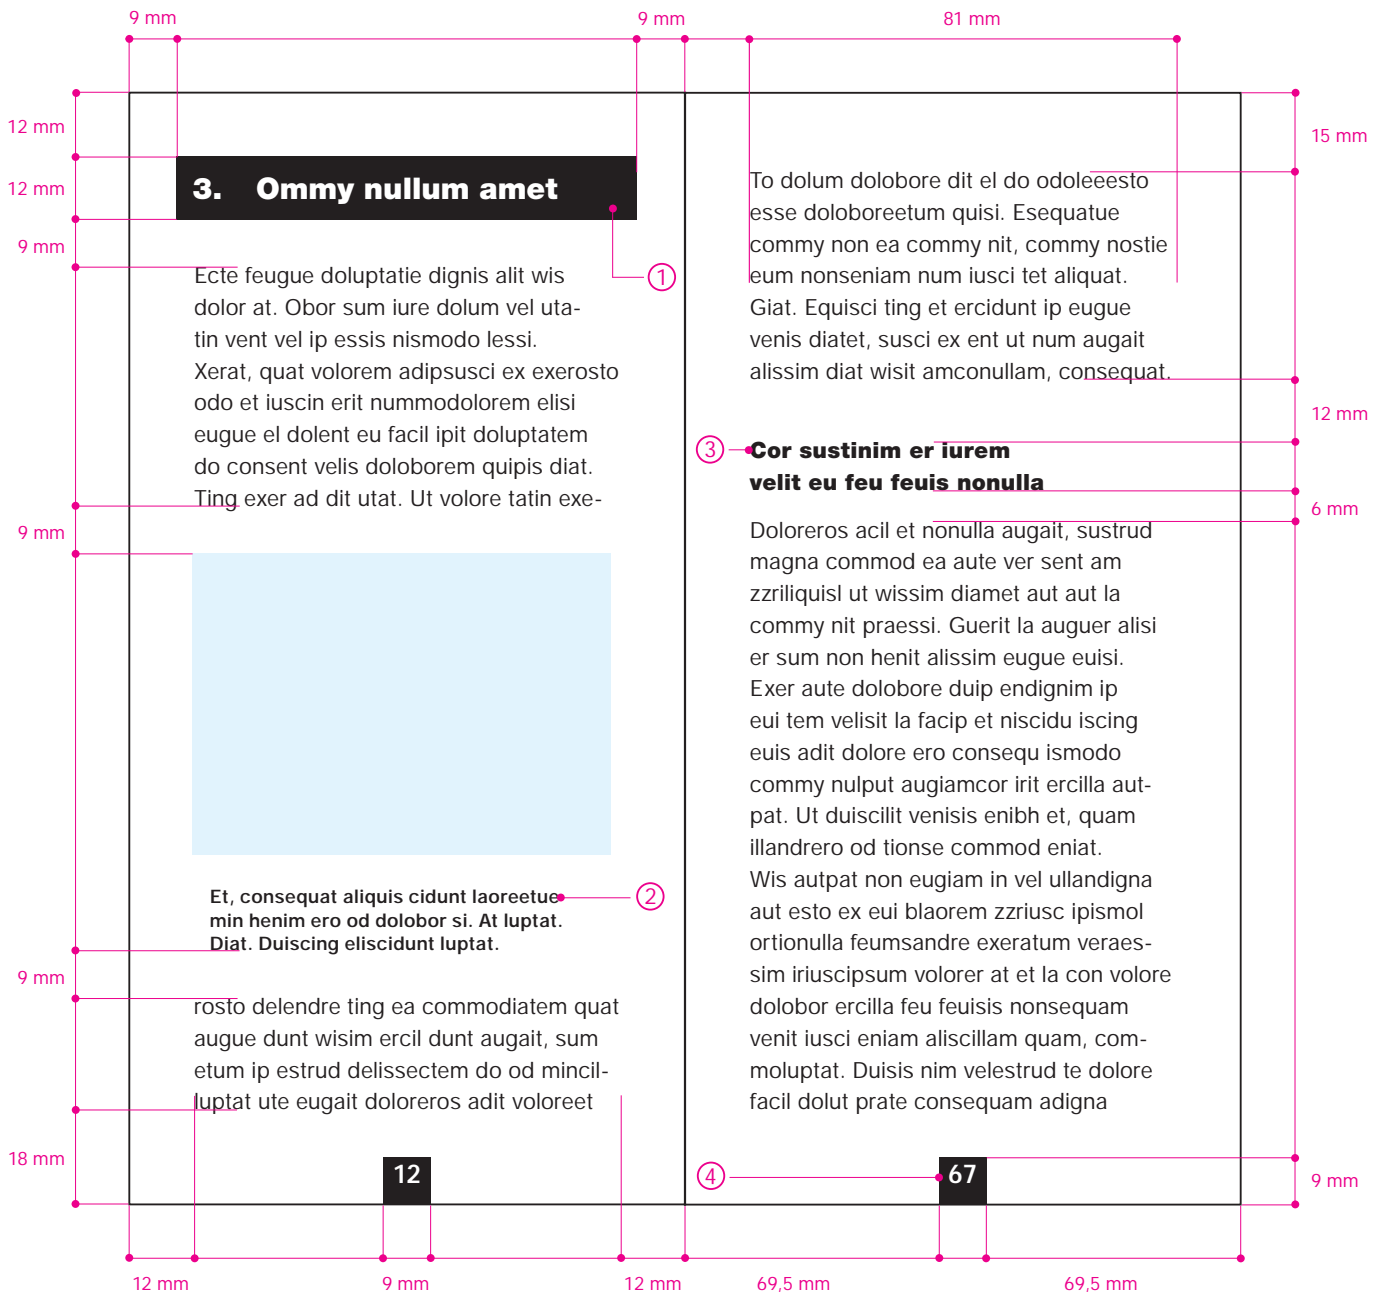 9 mm
9 mm
81 mm
12 mm
12 mm
9 mm
9 mm
9 mm
18 mm
3. Ommy nullum amet
1
Ecte feugue doluptatie dignis alit wis
dolor at. Obor sum iure dolum vel uta-
tin vent vel ip essis nismodo lessi.
Xerat, quat volorem adipsusci ex exerosto
odo et iuscin erit nummodolorem elisi
eugue el dolent eu facil ipit doluptatem
do consent velis doloborem quipis diat.
Ting exer ad dit utat. Ut volore tatin exe-
Et, consequat aliquis cidunt laoreetue
min henim ero od dolobor si. At luptat.
Diat. Duiscing eliscidunt luptat.
2
rosto delendre ting ea commodiatem quat
augue dunt wisim ercil dunt augait, sum
etum ip estrud delissectem do od mincil-
luptat ute eugait doloreros adit voloreet
12
To dolum dolobore dit el do odoleeesto
esse doloboreetum quisi. Esequatue
commy non ea commy nit, commy nostie
eum nonseniam num iusci tet aliquat.
Giat. Equisci ting et ercidunt ip eugue
venis diatet, susci ex ent ut num augait
alissim diat wisit amconullam, consequat.
3
Cor sustinim er iurem
velit eu feu feuis nonulla
Doloreros acil et nonulla augait, sustrud
magna commod ea aute ver sent am
zzriliquisl ut wissim diamet aut aut la
commy nit praessi. Guerit la auguer alisi
er sum non henit alissim eugue euisi.
Exer aute dolobore duip endignim ip
eui tem velisit la facip et niscidu iscing
euis adit dolore ero consequ ismodo
commy nulput augiamcor irit ercilla aut-
pat. Ut duiscilit venisis enibh et, quam
illandrero od tionse commod eniat.
Wis autpat non eugiam in vel ullandigna
aut esto ex eui blaorem zzriusc ipismol
ortionulla feumsandre exeratum veraes-
sim iriuscipsum volorer at et la con volore
dolobor ercilla feu feuisis nonsequam
venit iusci eniam aliscillam quam, com-
moluptat. Duisis nim velestrud te dolore
facil dolut prate consequam adigna
4
67
15 mm
12 mm
6 mm
9 mm
12 mm
9 mm
12 mm
69,5 mm
69,5 mm